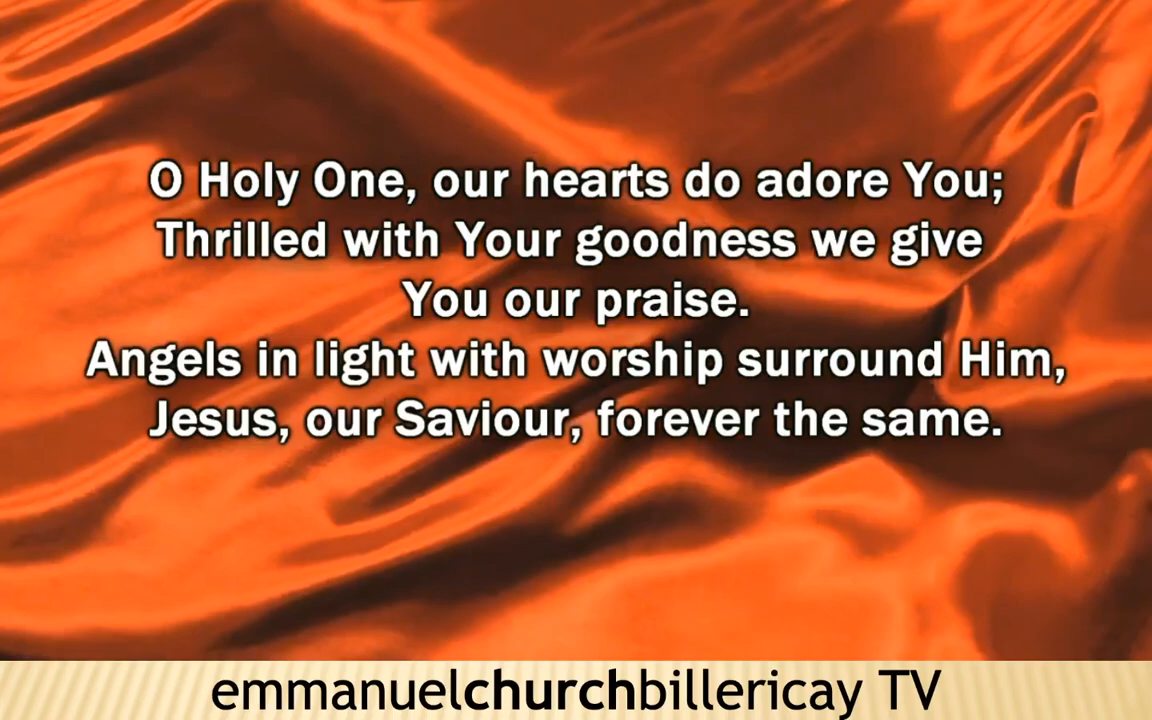 O Holy One, our hearts do adore You;
Thrilled with Your goodness we give
You our praise.
Angels in light with worship surround Him,
Jesus, our Saviour, forever the same.
emmanuelchurchbillericay TV